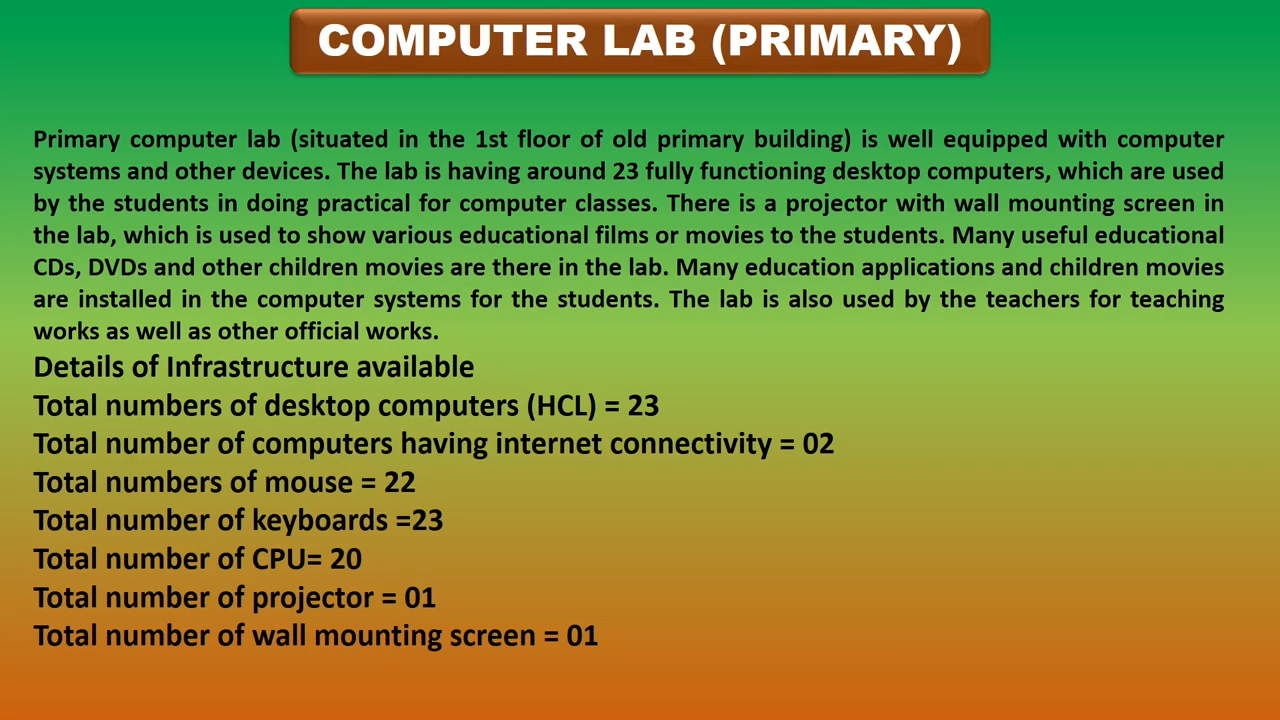 COMPUTER LAB (PRIMARY)
Primary computer lab (situated in the 1st floor of old primary building) is well equipped with computer
systems and other devices. The lab is having around 23 fully functioning desktop computers, which are used
by the students in doing practical for computer classes. There is a projector with wall mounting screen in
the lab, which is used to show various educational films or movies to the students. Many useful educational
CDs, DVDs and other children movies are there in the lab. Many education applications and children movies
are installed in the computer systems for the students. The lab is also used by the teachers for teaching
works as well as other official works.
Details of Infrastructure available
Total numbers of desktop computers (HCL) = 23
Total number of computers having internet connectivity = 02
Total numbers of mouse = 22
Total number of keyboards =23
Total number of CPU= 20
Total number of projector = 01
Total number of wall mounting screen = 01